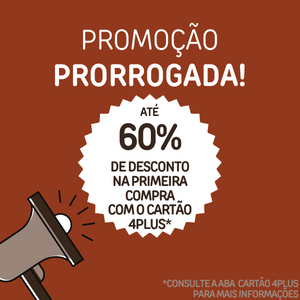 PROMOÇÃO
PRORROGADA!
ATÉ
60%
DE DESCONTO
NA PRIMEIRA
COMPRA
COM O CARTÃO
4PLUS*
*CONSULTE A ABA CARTÃO 4PLUS
PARA MAIS INFORMAÇÕES